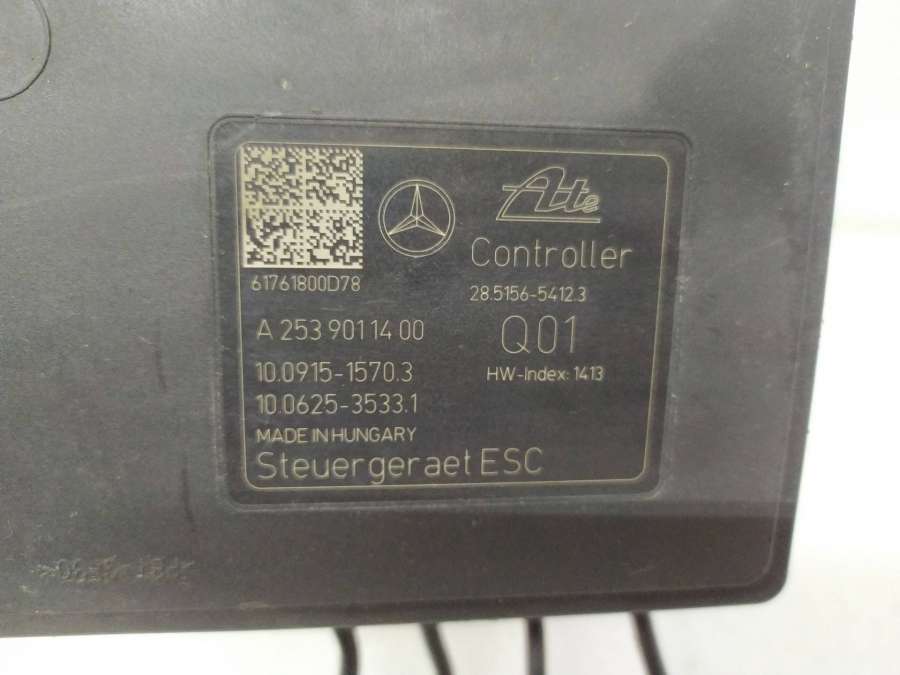 Ate
Controller
61761800D78
28.5156-5412.3
A 253 901 14 00
Q01
10.0915-1570.3
HW-Index: 1413
10.0625-3533.1
MADE IN HUNGARY
Steuergeraet ESC